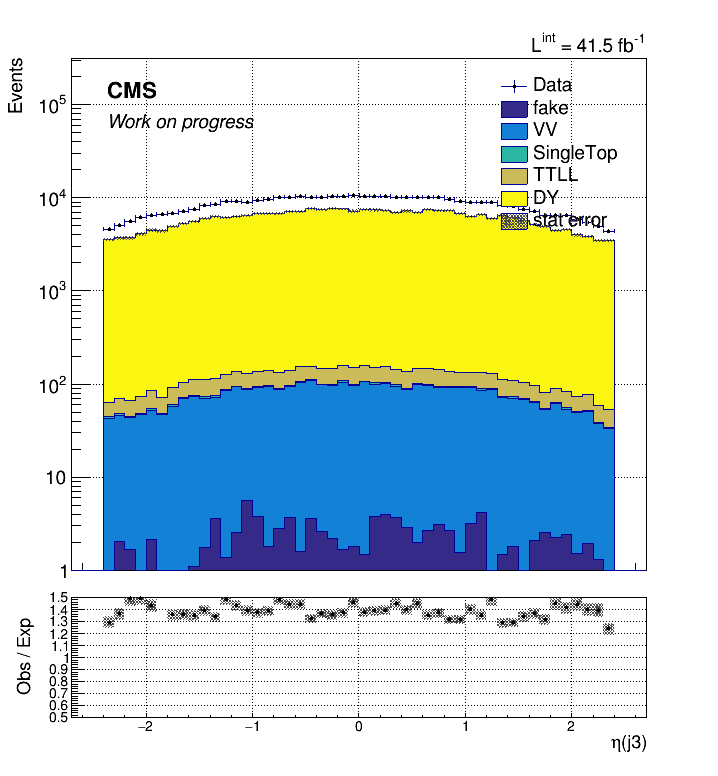 L^int = 41.5 fb^-1
Events
CMS
Work on progress
Data
fake
VV
SingleTop
TTLL
DY
stat error
10^5
10^4
10^3
10^2
10
1
Obs / Exp
1.5
1.4
1.3
1.2
1.1
1
0.9
0.8
0.7
0.6
0.5
−2
−1
0
1
2
η(j3)